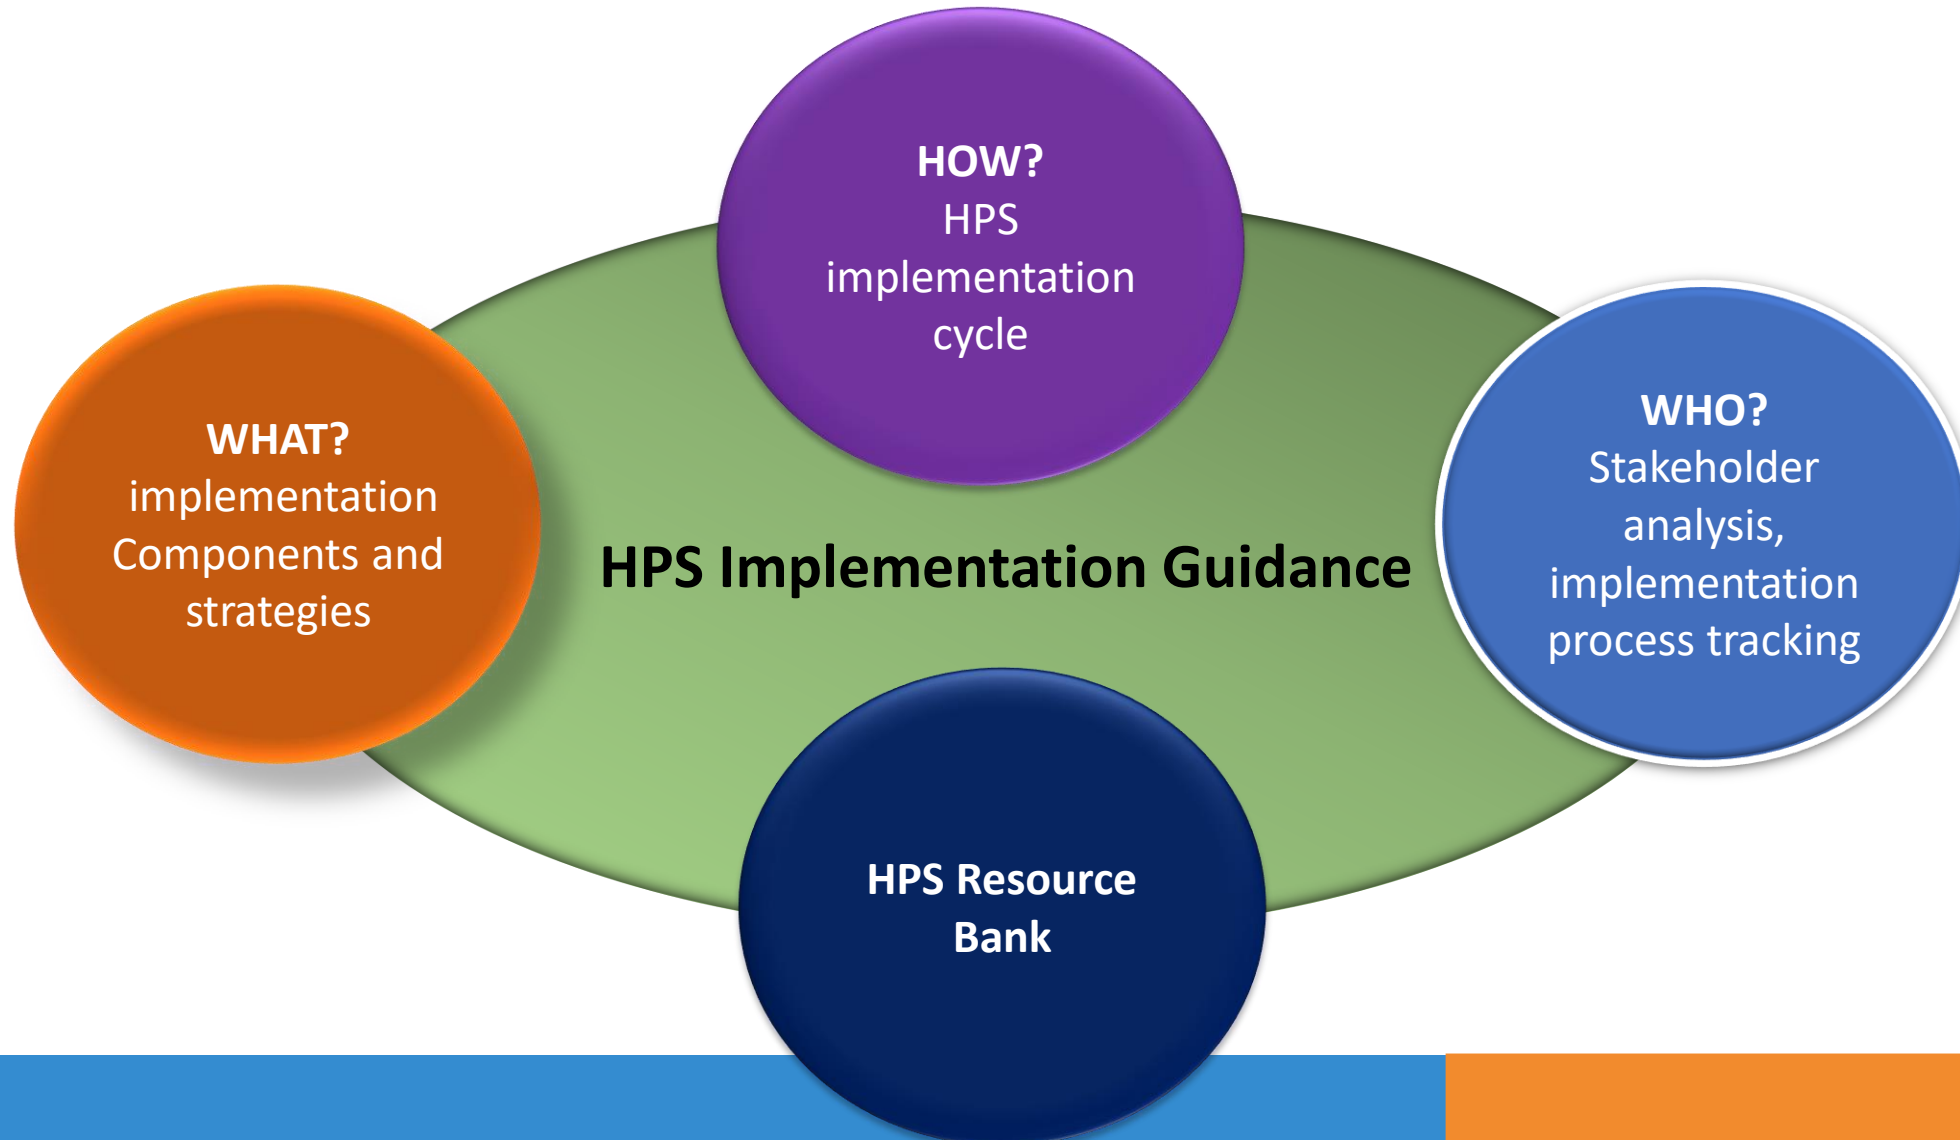 HOW?
HPS
implementation
cycle
WHAT?
implementation
Components and
strategies
WHO?
Stakeholder
analysis,
implementation
process tracking
HPS Implementation Guidance
HPS Resource
Bank